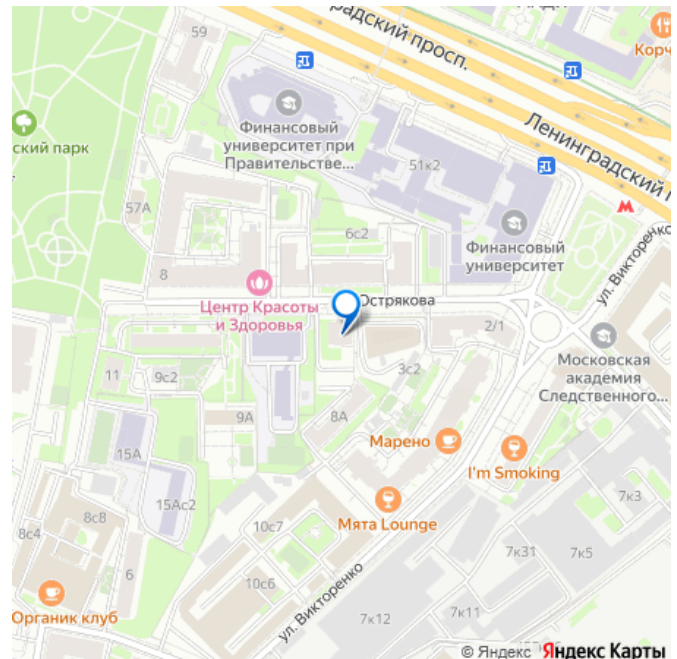 59
радский просп.
Корч
Ленинградский п
ский парк
Финансовый
университет при
Правительстве...
51к2
57А
6с2
Финансовый
университет
ул. Викторенко
8
Центр Красоты
и Здоровья
Острякова
2/1
Московская
академия
Следственного...
11
9с2
3с2
9А
8А
Марено
I'm Smoking
15А
15Ас2
7к3
Мята Lounge
8с8
8с4
10с7
7к31
7к5
6
10с6
Органик клуб
ул. Викторенко
7к12
7к11
© Яндекс Яндекс Карты